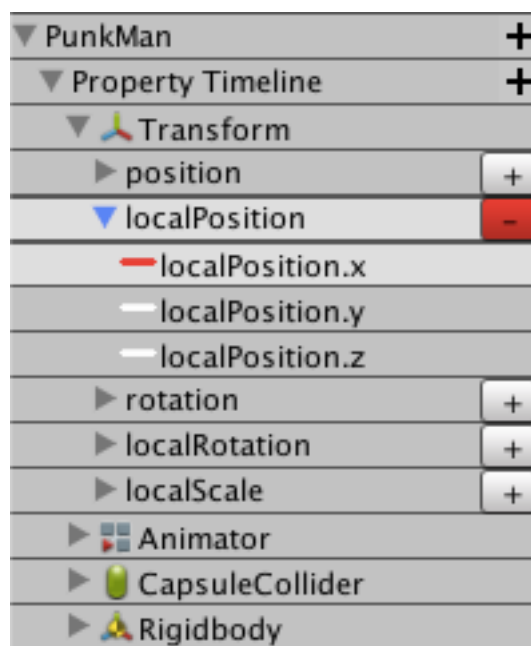 PunkMan +
Property Timeline +
Transform
position +
localPosition -
localPosition.x
localPosition.y
localPosition.z
rotation +
localRotation +
localScale +
Animator
CapsuleCollider
Rigidbody